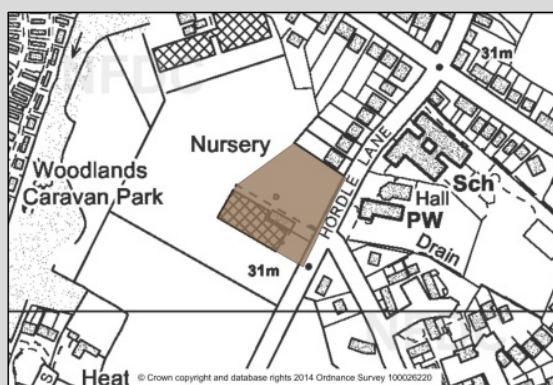 NFDC
31m
Nursery
Woodlands
Caravan Park
HORDLE LANE
Sch
Hall
PW
Drain
31m
NFDC
Heat
© Crown copyright and database rights 2014 Ordnance Survey 100026220